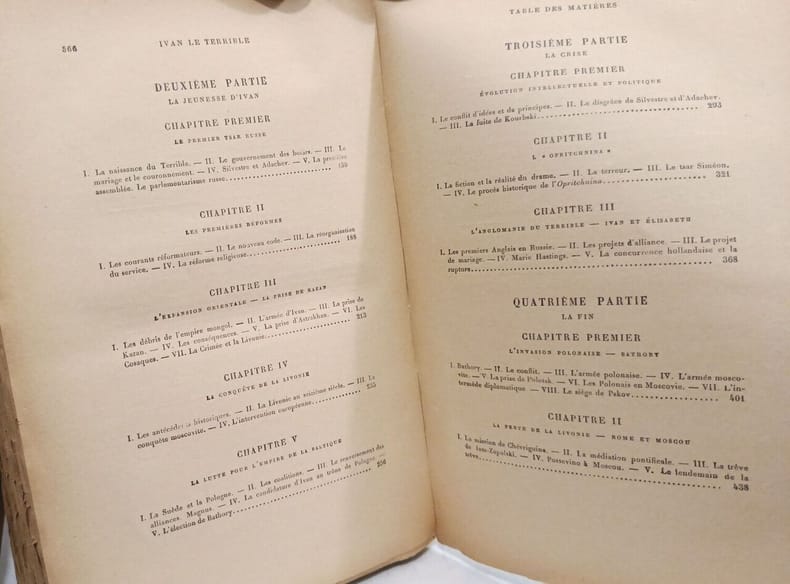 566
IVAN LE TERRIBLE
DEUXIÈME PARTIE
LA JEUNESSE D'IVAN
CHAPITRE PREMIER
LE PREMIER TSAR RUSSE
I. La naissance du Terrible. — II. Le gouvernement des boïars. — III. Le
mariage et le couronnement. — IV. Silvestre et Adachev. — V. La première
assemblée. Le parlementarisme russe
CHAPITRE II
LES PREMIÈRES RÉFORMES
I. Les courants réformateurs. — II. Le nouveau code. — III. La réorganisation
du service. — IV. La réforme religieuse 188
CHAPITRE III
L'EXPANSION ORIENTALE — LA PRISE DE KAZAN
I. Les débris de l'empire mongol. — II. L'armée d'Ivan. — III. La prise de
Kazan. — IV. Les conséquences. — V. La prise d'Astrakhan. — VI. Les
Cosaques. — VII. La Crimée et la Livonie 213
CHAPITRE IV
LA CONQUÊTE DE LA LIVONIE
I. Les antécédents historiques. — II. La Livonie au seizième siècle. — III. La
conquête moscovite. — IV. L'intervention européenne 235
CHAPITRE V
LA LUTTE POUR L'EMPIRE DE LA BALTIQUE
I. La Suède et la Pologne. — II. Les coalitions. — III. Le renversement des
alliances. Magnus. — IV. La candidature d'Ivan au trône de Pologne. —
V. L'élection de Bathory 256
TABLE DES MATIÈRES
TROISIÈME PARTIE
LA CRISE
CHAPITRE PREMIER
ÉVOLUTION INTELLECTUELLE ET POLITIQUE
I. Le conflit d'idées et de principes. — II. La disgrâce de Silvestre et d'Adachev.
— III. La fuite de Kourbski 293
CHAPITRE II
L' « OPRITCHNINA »
I. La fiction et la réalité du drame. — II. La terreur. — III. Le tsar Siméon.
— IV. Le procès historique de l'Opritchnina 321
CHAPITRE III
L'ANGLOMANIE DU TERRIBLE — IVAN ET ÉLISABETH
I. Les premiers Anglais en Russie. — II. Les projets d'alliance. — III. Le projet
de mariage. — IV. Marie Hastings. — V. La concurrence hollandaise et la
rupture 368
QUATRIÈME PARTIE
LA FIN
CHAPITRE PREMIER
L'INVASION POLONAISE — BATHORY
I. Bathory. — II. Le conflit. — III. L'armée polonaise. — IV. L'armée mosco-
vite. — V. La prise de Polotsk. — VI. Les Polonais en Moscovie. — VII. L'in-
termède diplomatique — VIII. Le siège de Pskov 401
CHAPITRE II
LA PERTE DE LA LIVONIE — ROME ET MOSCOU
I. La mission de Chévriguine. — II. La médiation pontificale. — III. La trêve
de Iam-Zapolski. — IV. Possevino à Moscou. — V. Le lendemain de la
trêve 438